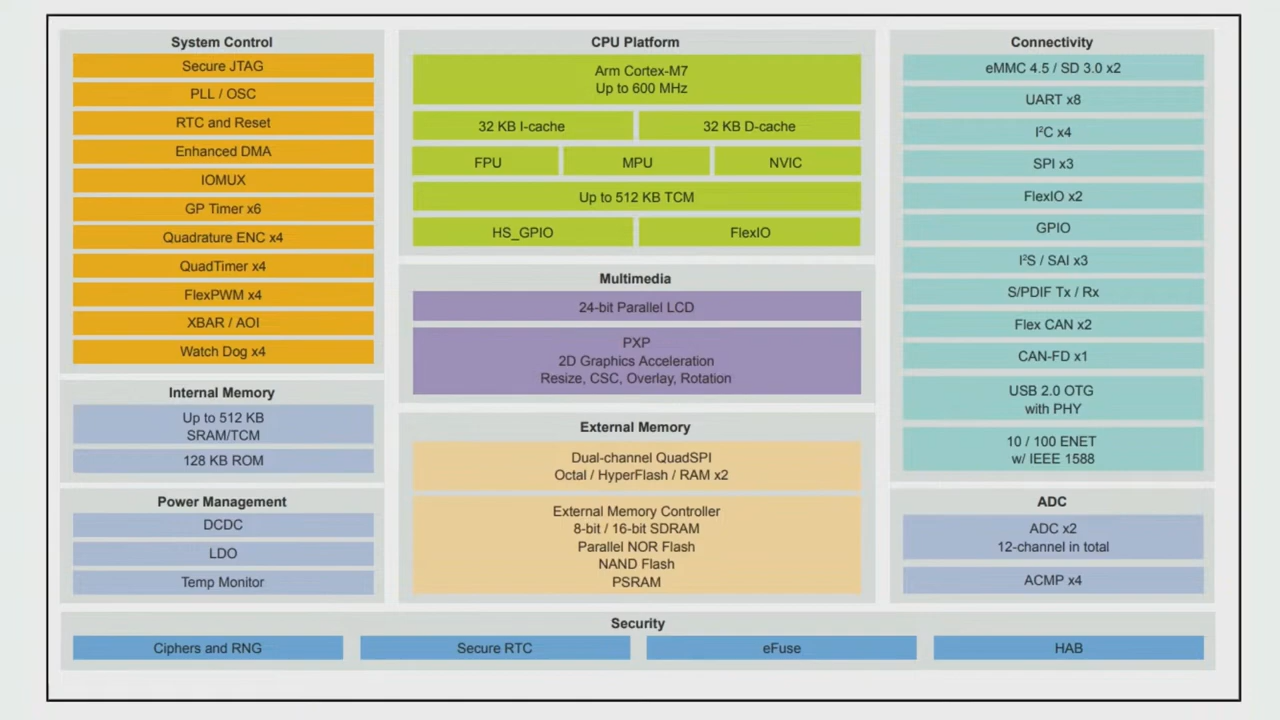 System Control
Secure JTAG
PLL / OSC
RTC and Reset
Enhanced DMA
IOMUX
GP Timer x6
Quadrature ENC x4
QuadTimer x4
FlexPWM x4
XBAR / AOI
Watch Dog x4
Internal Memory
Up to 512 KB
SRAM/TCM
128 KB ROM
Power Management
DCDC
LDO
Temp Monitor
CPU Platform
Arm Cortex-M7
Up to 600 MHz
32 KB I-cache
32 KB D-cache
FPU
MPU
NVIC
Up to 512 KB TCM
HS_GPIO
FlexIO
Multimedia
24-bit Parallel LCD
PXP
2D Graphics Acceleration
Resize, CSC, Overlay, Rotation
External Memory
Dual-channel QuadSPI
Octal / HyperFlash / RAM x2
External Memory Controller
8-bit / 16-bit SDRAM
Parallel NOR Flash
NAND Flash
PSRAM
Connectivity
eMMC 4.5 / SD 3.0 x2
UART x8
I²C x4
SPI x3
FlexIO x2
GPIO
I²S / SAI x3
S/PDIF Tx / Rx
Flex CAN x2
CAN-FD x1
USB 2.0 OTG
with PHY
10 / 100 ENET
w/ IEEE 1588
ADC
ADC x2
12-channel in total
ACMP x4
Security
Ciphers and RNG
Secure RTC
eFuse
HAB